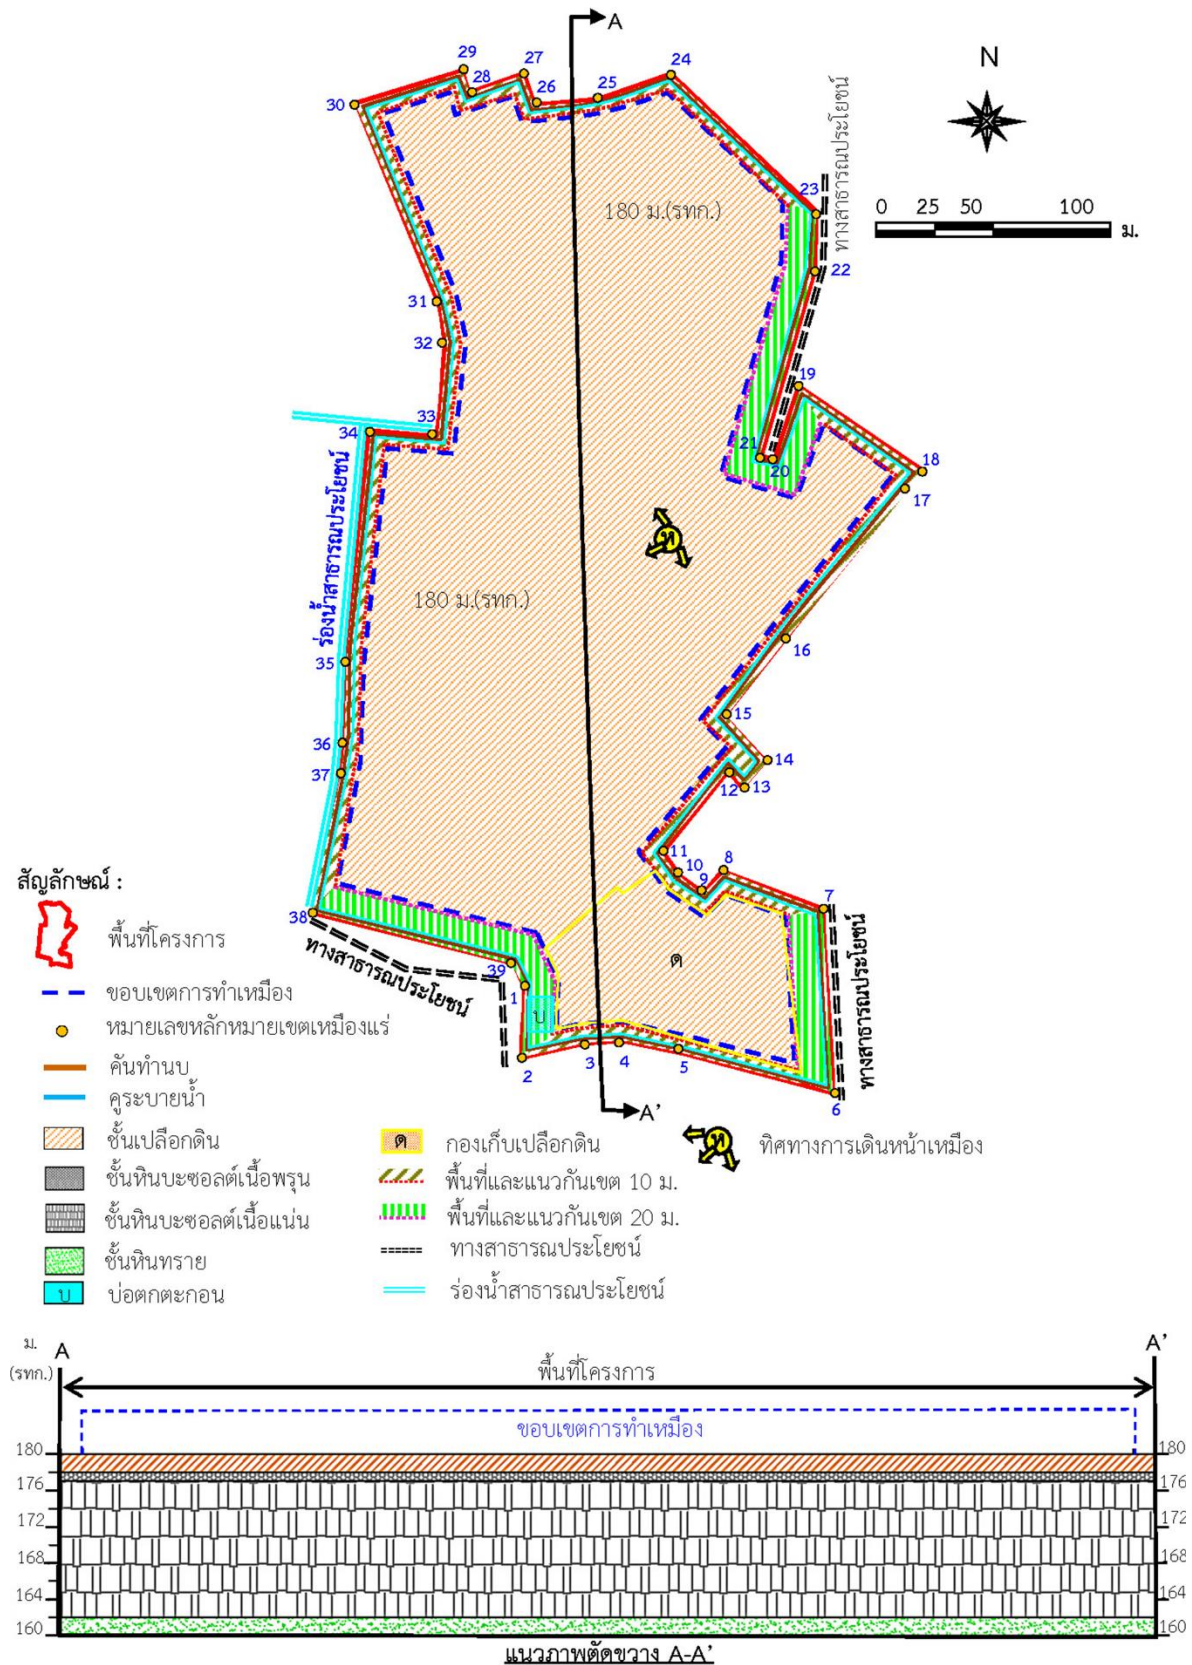 A
29
27
24
28
26
25
30
N
ทางสาธารณประโยชน์
23
180 ม.(รทก.)
0 25 50 100
ม.
22
31
32
19
33
34
21
20
18
17
ห
ร่องน้ำสาธารณประโยชน์
180 ม.(รทก.)
16
35
15
36
14
37
12
13
11
10
8
9
7
สัญลักษณ์ :
38
พื้นที่โครงการ
ทางสาธารณประโยชน์
39
ด
ทางสาธารณประโยชน์
1
ขอบเขตการทำเหมือง
บ
หมายเลขหลักหมายเขตเหมืองแร่
2
3
4
5
6
คันทำนบ
คูระบายน้ำ
A'
ชั้นเปลือกดิน
ด กองเก็บเปลือกดิน
ห ทิศทางการเดินหน้าเหมือง
ชั้นหินบะซอลต์เนื้อพรุน
พื้นที่และแนวกันเขต 10 ม.
ชั้นหินบะซอลต์เนื้อแน่น
พื้นที่และแนวกันเขต 20 ม.
ชั้นหินทราย
ทางสาธารณประโยชน์
บ บ่อตกตะกอน
ร่องน้ำสาธารณประโยชน์
ม.
(รทก.)
A
A'
พื้นที่โครงการ
ขอบเขตการทำเหมือง
180 180
176 176
172 172
168 168
164 164
160 160
แนวภาพตัดขวาง A-A'